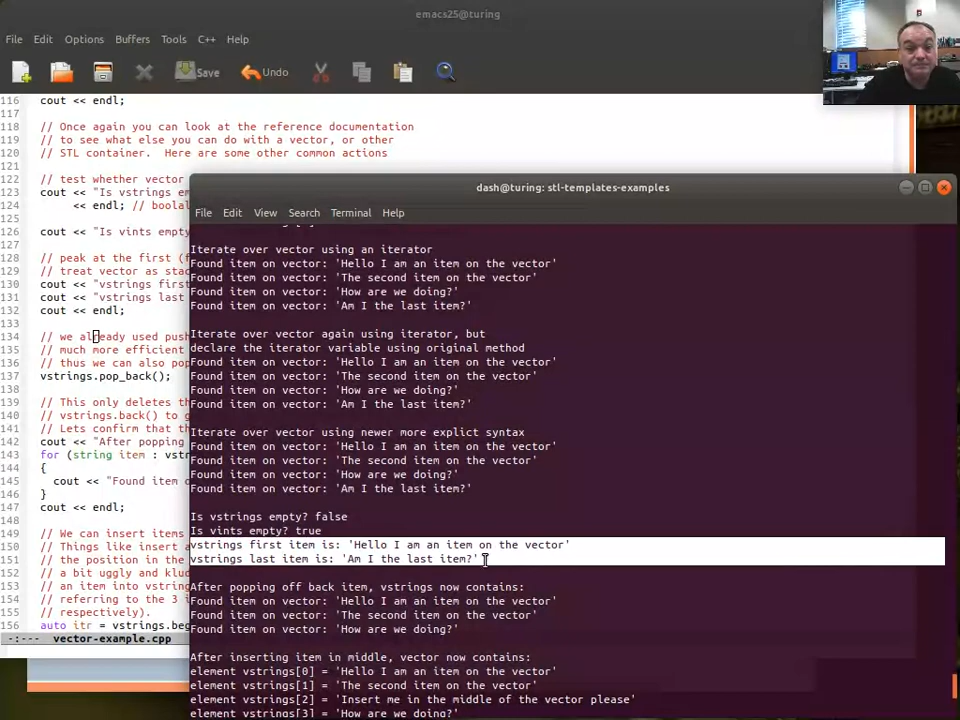 emacs25@turing
File Edit Options Buffers Tools C++ Help
Save Undo
116 cout << endl;
117
118 // Once again you can look at the reference documentation
119 // to see what else you can do with a vector, or other
120 // STL container.  Here are some other common actions
121
122 // test whether vector
123 cout << "Is vstrings em
124 << endl; // boolal
125
126 cout << "Is vints empty
127
128 // peak at the first (f
129 // treat vector as stac
130 cout << "vstrings first
131 cout << "vstrings last
132 cout << endl;
133
134 // we already used push
135 // much more efficient
136 // thus we can also pop
137 vstrings.pop_back();
138
139 // This only deletes th
140 // vstrings.back() to g
141 // Lets confirm that th
142 cout << "After popping
143 for (string item : vstr
144 {
145 cout << "Found item o
146 }
147 cout << endl;
148
149 // We can insert items
150 // Things like insert a
151 // the position in the
152 // a bit uggly and klud
153 // an item into vstring
154 // referring to the 3 i
155 // respectively).
156 auto itr = vstrings.beg
-:--- vector-example.cpp
dash@turing: stl-templates-examples
File Edit View Search Terminal Help
Iterate over vector using an iterator
Found item on vector: 'Hello I am an item on the vector'
Found item on vector: 'The second item on the vector'
Found item on vector: 'How are we doing?'
Found item on vector: 'Am I the last item?'
Iterate over vector again using iterator, but
declare the iterator variable using original method
Found item on vector: 'Hello I am an item on the vector'
Found item on vector: 'The second item on the vector'
Found item on vector: 'How are we doing?'
Found item on vector: 'Am I the last item?'
Iterate over vector using newer more explict syntax
Found item on vector: 'Hello I am an item on the vector'
Found item on vector: 'The second item on the vector'
Found item on vector: 'How are we doing?'
Found item on vector: 'Am I the last item?'
Is vstrings empty? false
Is vints empty? true
vstrings first item is: 'Hello I am an item on the vector'
vstrings last item is: 'Am I the last item?'
After popping off back item, vstrings now contains:
Found item on vector: 'Hello I am an item on the vector'
Found item on vector: 'The second item on the vector'
Found item on vector: 'How are we doing?'
After inserting item in middle, vector now contains:
element vstrings[0] = 'Hello I am an item on the vector'
element vstrings[1] = 'The second item on the vector'
element vstrings[2] = 'Insert me in the middle of the vector please'
element vstrings[3] = 'How are we doing?'